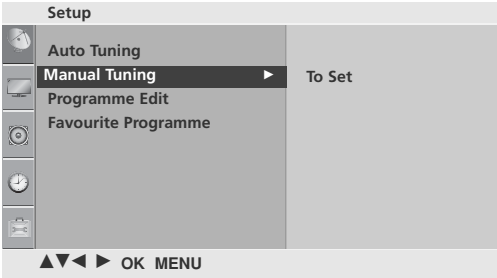 Setup
Auto Tuning
Manual Tuning ►
To Set
Programme Edit
Favourite Programme
▲▼◄ ► OK MENU